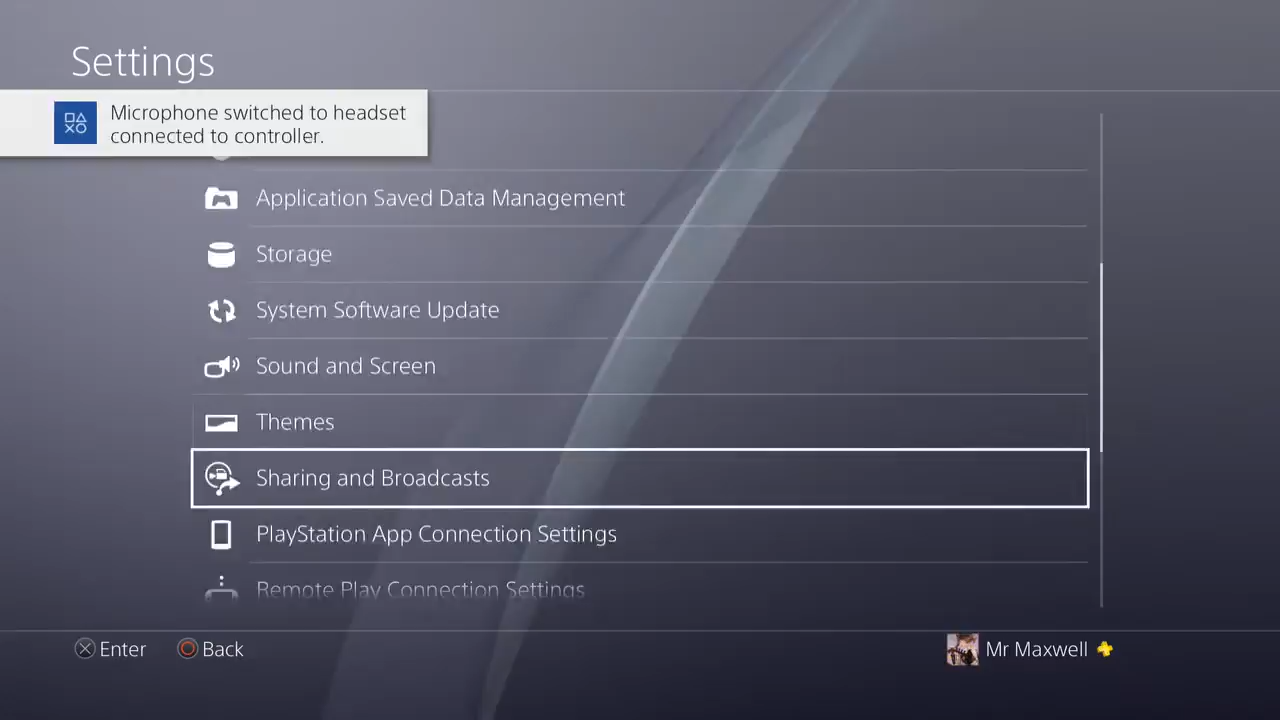 Settings
Microphone switched to headset
connected to controller.
Application Saved Data Management
Storage
System Software Update
Sound and Screen
Themes
Sharing and Broadcasts
PlayStation App Connection Settings
Remote Play Connection Settings
Enter
Back
Mr Maxwell